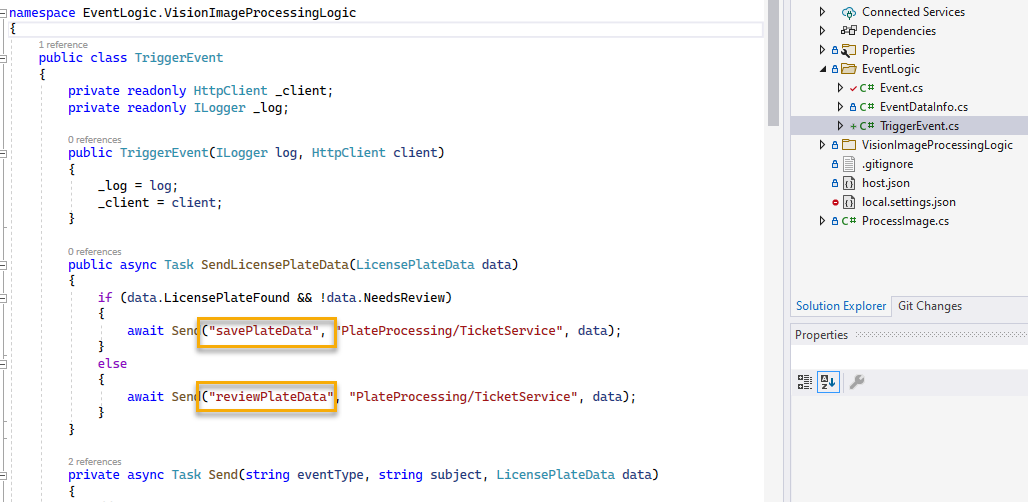 namespace EventLogic.VisionImageProcessingLogic
{
1 reference
public class TriggerEvent
{
private readonly HttpClient _client;
private readonly ILogger _log;
0 references
public TriggerEvent(ILogger log, HttpClient client)
{
_log = log;
_client = client;
}
0 references
public async Task SendLicensePlateData(LicensePlateData data)
{
if (data.LicensePlateFound && !data.NeedsReview)
{
await Send("savePlateData", "PlateProcessing/TicketService", data);
}
else
{
await Send("reviewPlateData", "PlateProcessing/TicketService", data);
}
}
2 references
private async Task Send(string eventType, string subject, LicensePlateData data)
{
Connected Services
Dependencies
Properties
EventLogic
C# Event.cs
C# EventDataInfo.cs
C# TriggerEvent.cs
VisionImageProcessingLogic
.gitignore
host.json
local.settings.json
C# ProcessImage.cs
Solution Explorer Git Changes
Properties